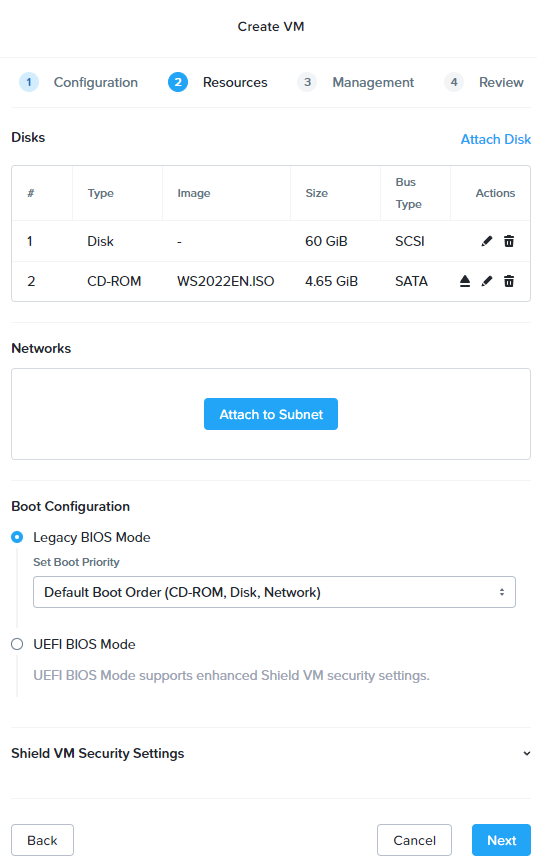 Create VM
1 Configuration 2 Resources 3 Management 4 Review
Disks Attach Disk
# Type Image Size Bus Type Actions
1 Disk - 60 GiB SCSI
2 CD-ROM WS2022EN.ISO 4.65 GiB SATA
Networks
Attach to Subnet
Boot Configuration
Legacy BIOS Mode
Set Boot Priority
Default Boot Order (CD-ROM, Disk, Network)
UEFI BIOS Mode
UEFI BIOS Mode supports enhanced Shield VM security settings.
Shield VM Security Settings
Back Cancel Next